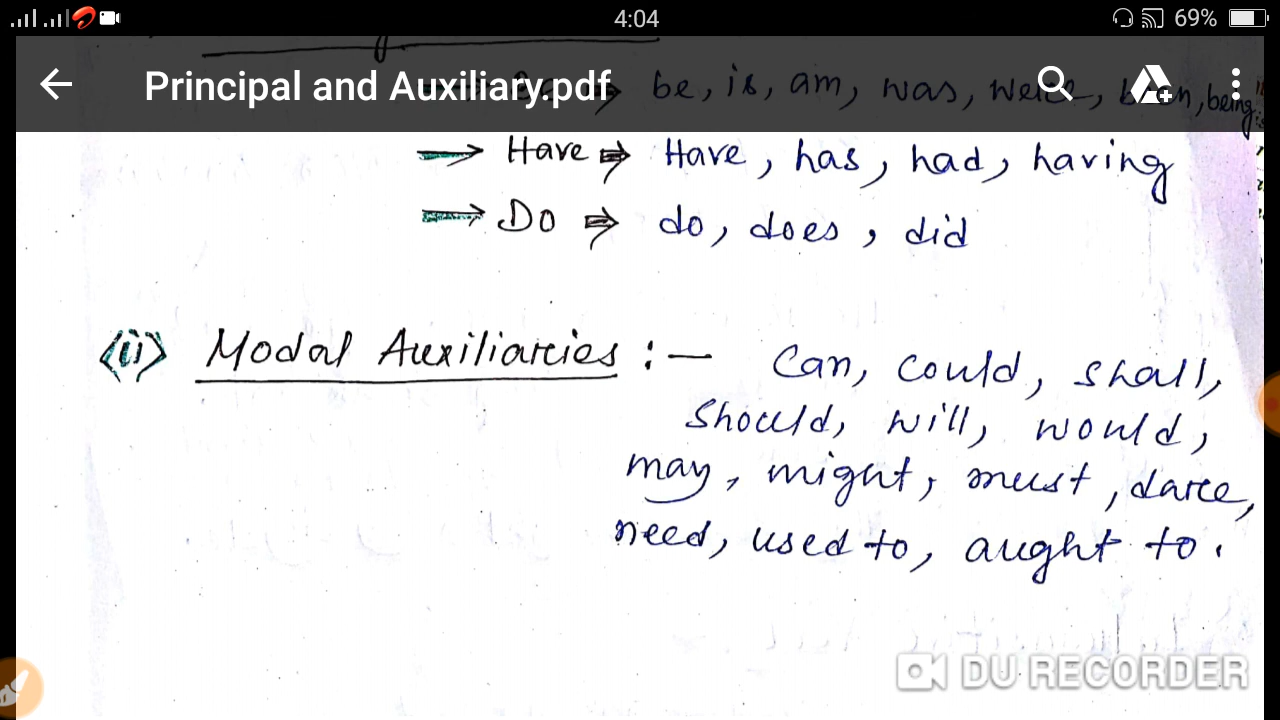 4:04
69%
Principal and Auxiliary.pdf
be, is, am, was, were, been, being
→ Have ⇒ Have, has, had, having
→ Do ⇒ do, does, did
(ii) Modal Auxiliaries :- Can, could, shall,
should, will, would,
may, might, must, dare,
need, used to, aught to.
DU RECORDER